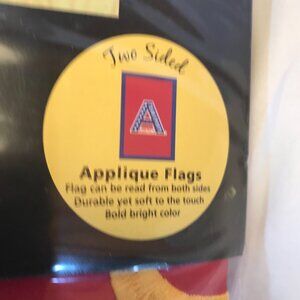 Two Sided
A
Applique Flags
Flag can be read from both sides
Durable yet soft to the touch
Bold bright color